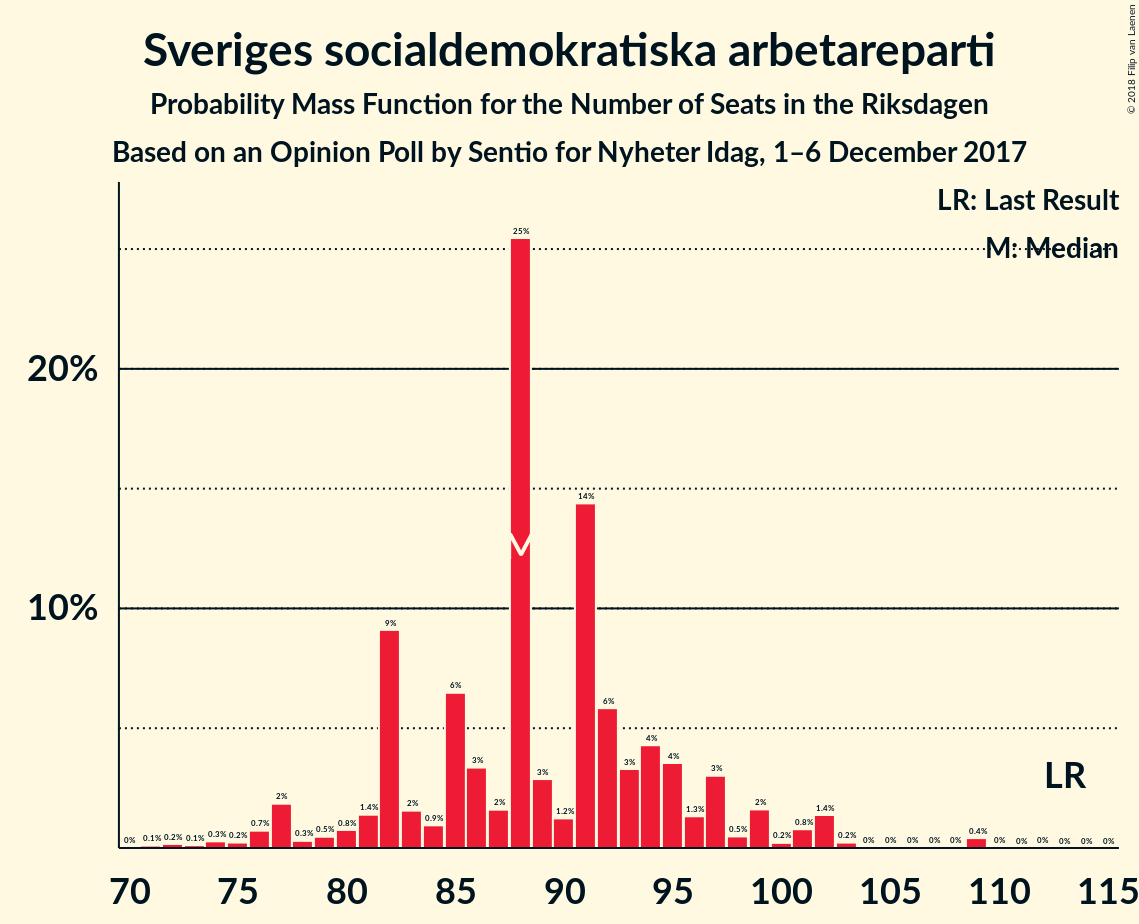 Sveriges socialdemokratiska arbetareparti
Probability Mass Function for the Number of Seats in the Riksdagen
Based on an Opinion Poll by Sentio for Nyheter Idag, 1–6 December 2017
© 2018 Filip van Laenen
LR: Last Result
M: Median
20%
10%
0% 0.1% 0.2% 0.1% 0.3% 0.2% 0.7% 2% 0.3% 0.5% 0.8% 1.4% 9% 2% 0.9% 6% 3% 2% 25% 3% 1.2% 14% 6% 3% 4% 4% 1.3% 3% 0.5% 2% 0.2% 0.8% 1.4% 0.2% 0% 0% 0% 0% 0% 0.4% 0% 0% 0% 0% 0% 0%
M
LR
70 75 80 85 90 95 100 105 110 115